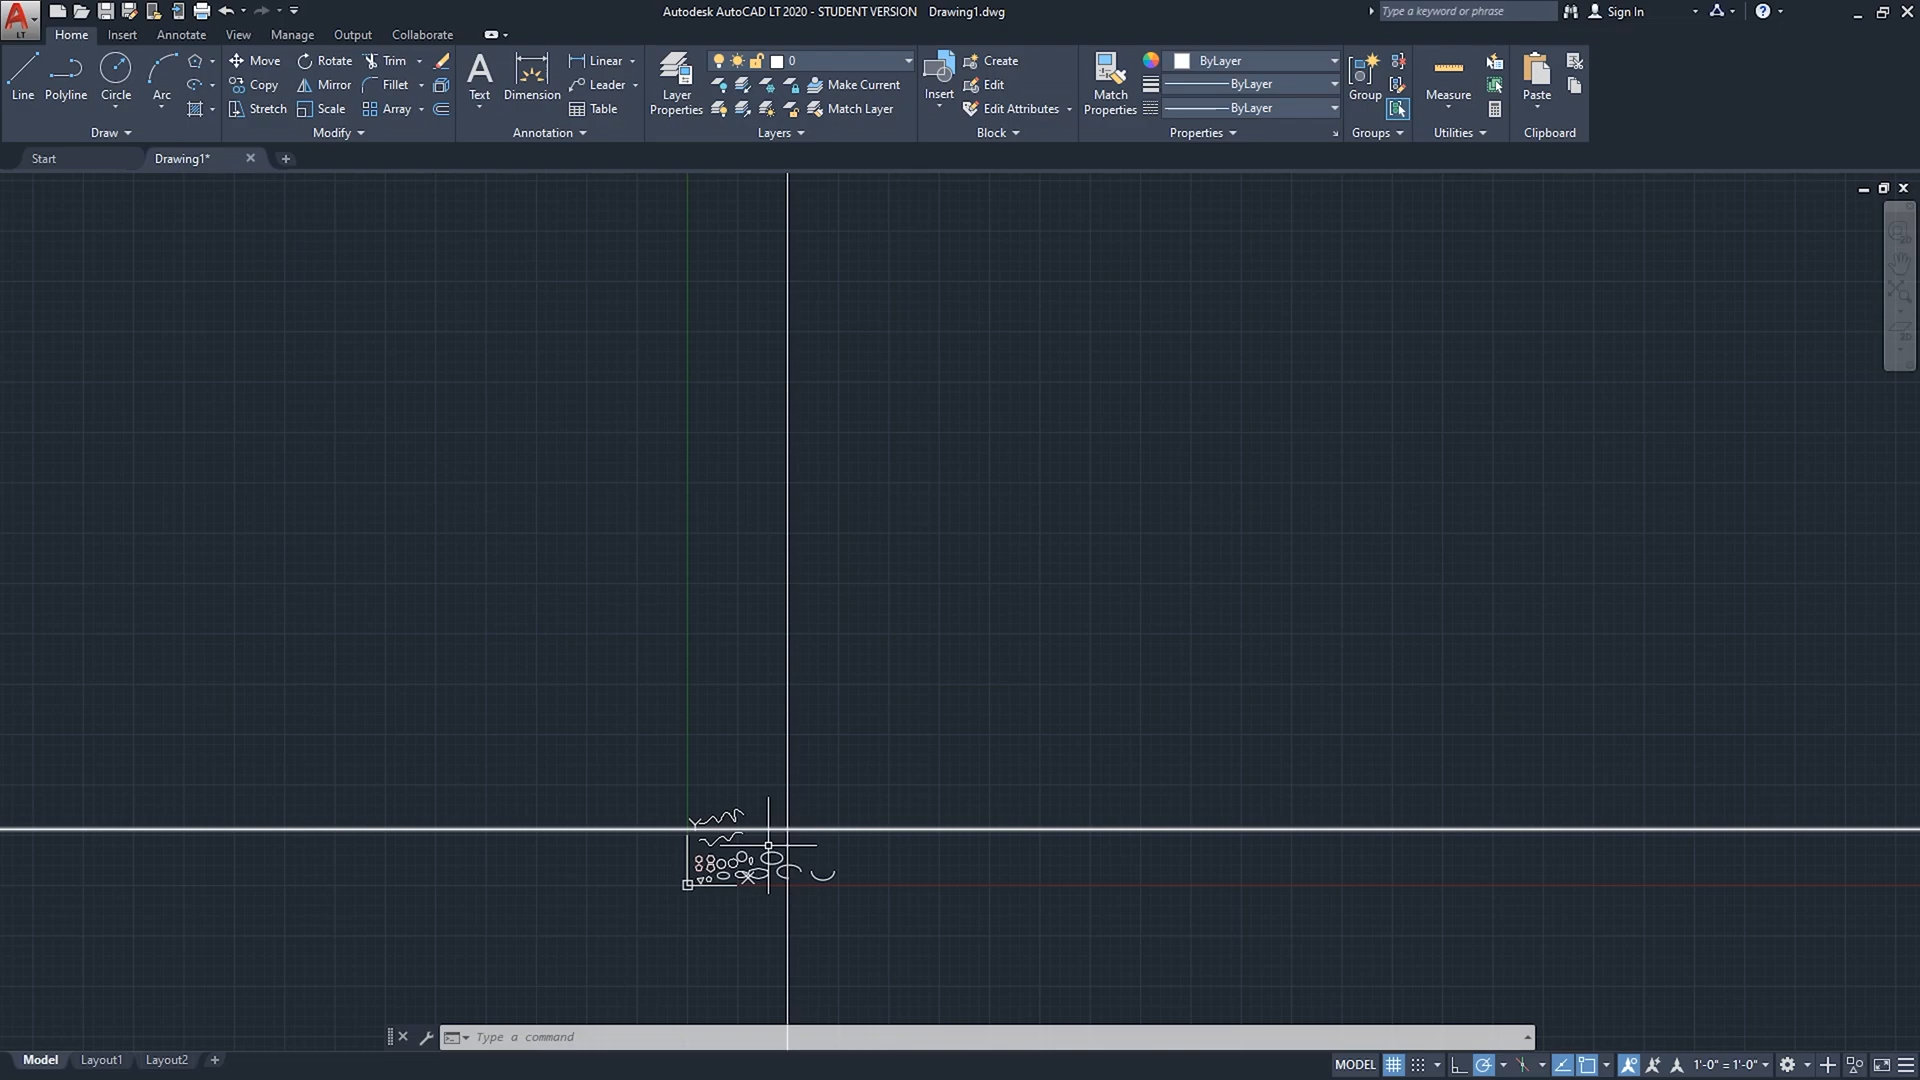 LT
Autodesk AutoCAD LT 2020 - STUDENT VERSION Drawing1.dwg
Type a keyword or phrase
Sign In
Home Insert Annotate View Manage Output Collaborate
Line Polyline Circle Arc
Move Rotate Trim
Copy Mirror Fillet
Stretch Scale Array
Text Dimension
Linear
Leader
Table
Layer Properties
0
Make Current
Match Layer
Insert
Create
Edit
Edit Attributes
Match Properties
ByLayer
ByLayer
ByLayer
Group
Measure
Paste
Draw Modify Annotation Layers Block Properties Groups Utilities Clipboard
Start Drawing1*
2D
2D
Y
X
Type a command
Model Layout1 Layout2
MODEL 1'-0" = 1'-0"